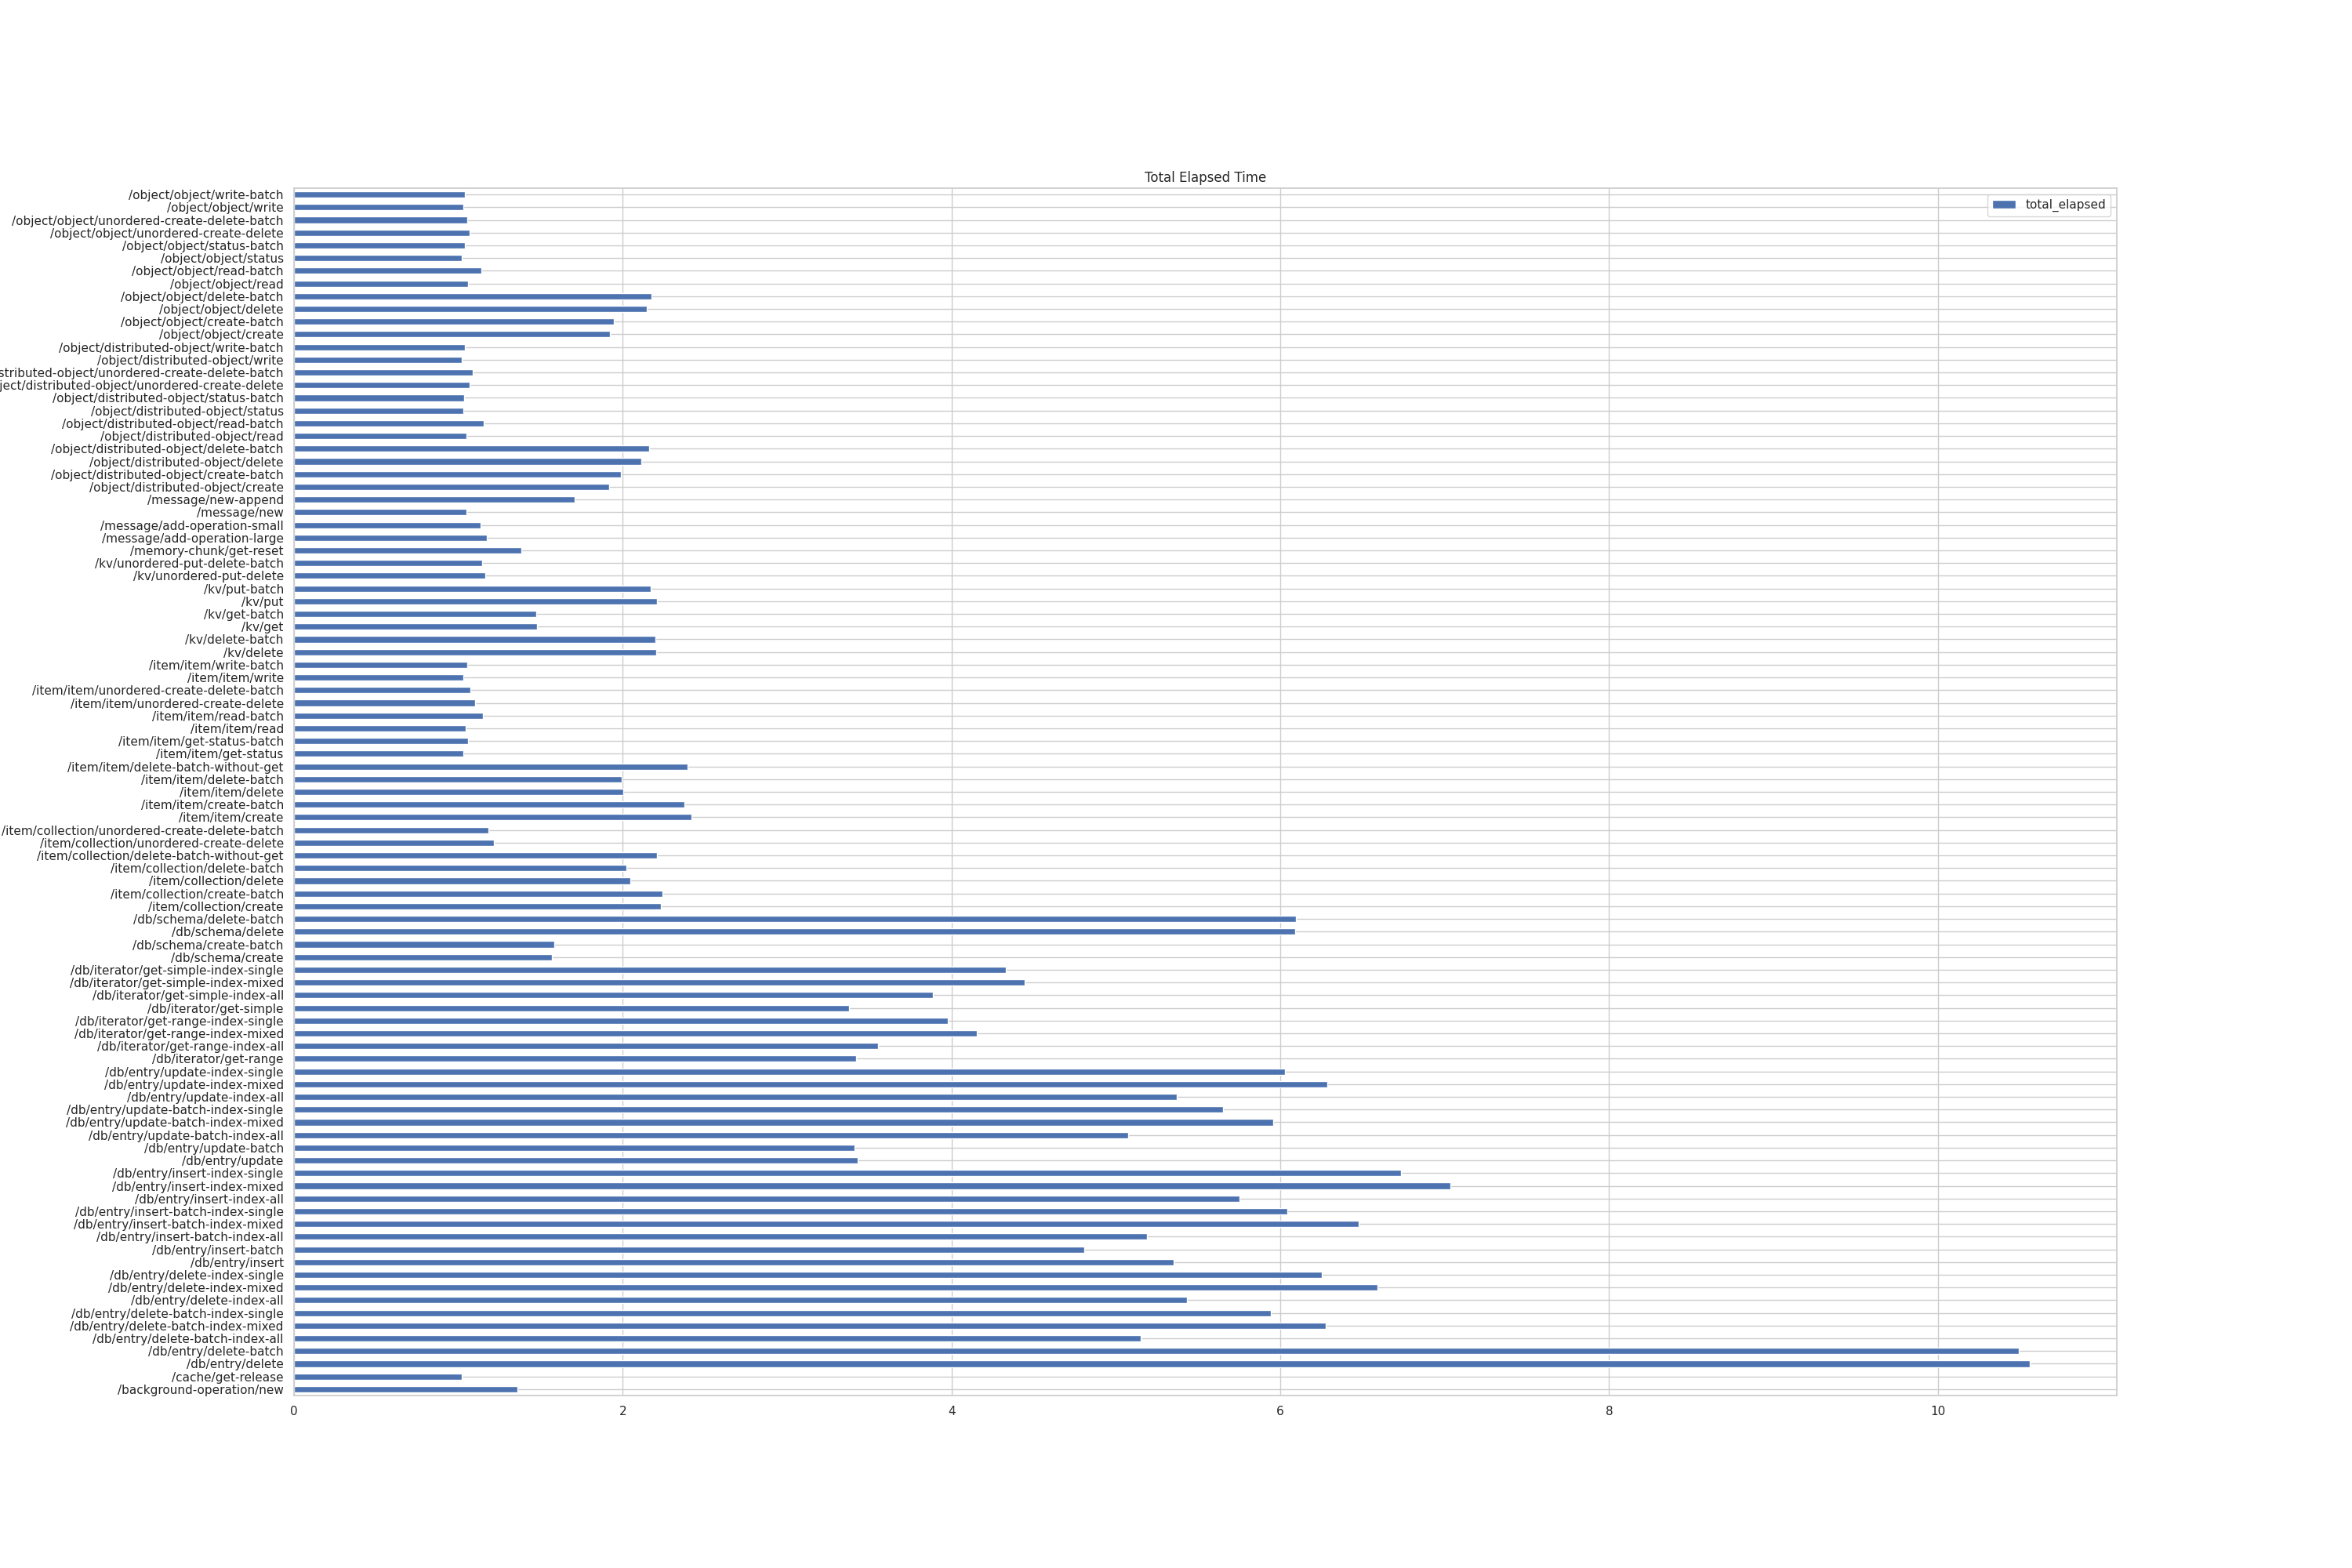 Total Elapsed Time
total_elapsed
/object/object/write-batch
/object/object/write
/object/object/unordered-create-delete-batch
/object/object/unordered-create-delete
/object/object/status-batch
/object/object/status
/object/object/read-batch
/object/object/read
/object/object/delete-batch
/object/object/delete
/object/object/create-batch
/object/object/create
/object/distributed-object/write-batch
/object/distributed-object/write
stributed-object/unordered-create-delete-batch
ject/distributed-object/unordered-create-delete
/object/distributed-object/status-batch
/object/distributed-object/status
/object/distributed-object/read-batch
/object/distributed-object/read
/object/distributed-object/delete-batch
/object/distributed-object/delete
/object/distributed-object/create-batch
/object/distributed-object/create
/message/new-append
/message/new
/message/add-operation-small
/message/add-operation-large
/memory-chunk/get-reset
/kv/unordered-put-delete-batch
/kv/unordered-put-delete
/kv/put-batch
/kv/put
/kv/get-batch
/kv/get
/kv/delete-batch
/kv/delete
/item/item/write-batch
/item/item/write
/item/item/unordered-create-delete-batch
/item/item/unordered-create-delete
/item/item/read-batch
/item/item/read
/item/item/get-status-batch
/item/item/get-status
/item/item/delete-batch-without-get
/item/item/delete-batch
/item/item/delete
/item/item/create-batch
/item/item/create
/item/collection/unordered-create-delete-batch
/item/collection/unordered-create-delete
/item/collection/delete-batch-without-get
/item/collection/delete-batch
/item/collection/delete
/item/collection/create-batch
/item/collection/create
/db/schema/delete-batch
/db/schema/delete
/db/schema/create-batch
/db/schema/create
/db/iterator/get-simple-index-single
/db/iterator/get-simple-index-mixed
/db/iterator/get-simple-index-all
/db/iterator/get-simple
/db/iterator/get-range-index-single
/db/iterator/get-range-index-mixed
/db/iterator/get-range-index-all
/db/iterator/get-range
/db/entry/update-index-single
/db/entry/update-index-mixed
/db/entry/update-index-all
/db/entry/update-batch-index-single
/db/entry/update-batch-index-mixed
/db/entry/update-batch-index-all
/db/entry/update-batch
/db/entry/update
/db/entry/insert-index-single
/db/entry/insert-index-mixed
/db/entry/insert-index-all
/db/entry/insert-batch-index-single
/db/entry/insert-batch-index-mixed
/db/entry/insert-batch-index-all
/db/entry/insert-batch
/db/entry/insert
/db/entry/delete-index-single
/db/entry/delete-index-mixed
/db/entry/delete-index-all
/db/entry/delete-batch-index-single
/db/entry/delete-batch-index-mixed
/db/entry/delete-batch-index-all
/db/entry/delete-batch
/db/entry/delete
/cache/get-release
/background-operation/new
0 2 4 6 8 10